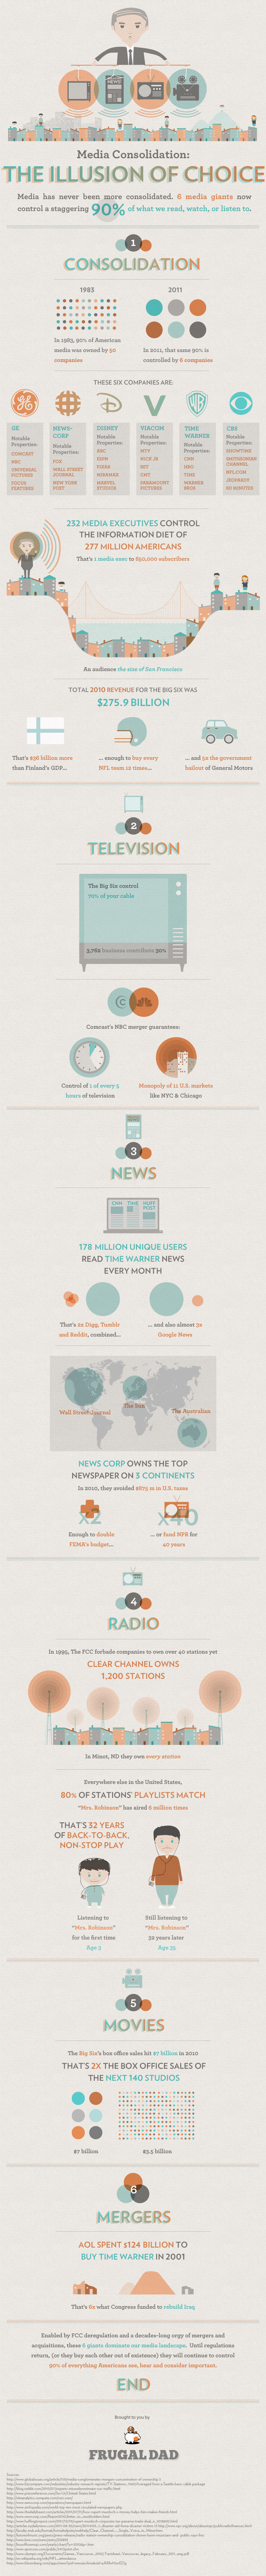 NEWS
Media Consolidation:
THE ILLUSION OF CHOICE
Media has never been more consolidated. 6 media giants now
control a staggering 90% of what we read, watch, or listen to.
1
CONSOLIDATION
1983
2011
In 1983, 90% of American
media was owned by 50
companies
In 2011, that same 90% is
controlled by 6 companies
THESE SIX COMPANIES ARE:
GE
Notable
Properties:
COMCAST
NBC
UNIVERSAL
PICTURES
FOCUS
FEATURES
NEWS-
CORP
Notable
Properties:
FOX
WALL STREET
JOURNAL
NEW YORK
POST
DISNEY
Notable
Properties:
ABC
ESPN
PIXAR
MIRAMAX
MARVEL
STUDIOS
VIACOM
Notable
Properties:
MTV
NICK JR
BET
CMT
PARAMOUNT
PICTURES
TIME
WARNER
Notable
Properties:
CNN
HBO
TIME
WARNER
BROS
CBS
Notable
Properties:
SHOWTIME
SMITHSONIAN
CHANNEL
NFL.COM
JEOPARDY
60 MINUTES
232 MEDIA EXECUTIVES CONTROL
THE INFORMATION DIET OF
277 MILLION AMERICANS
That's 1 media exec to 850,000 subscribers
An audience the size of San Francisco
TOTAL 2010 REVENUE FOR THE BIG SIX WAS
$275.9 BILLION
That's $36 billion more
than Finland's GDP...
... enough to buy every
NFL team 12 times...
... and 5x the government
bailout of General Motors
2
TELEVISION
The Big Six control
70% of your cable
3,762 business contribute 30%
Comcast's NBC merger guarantees:
Control of 1 of every 5
hours of television
Monopoly of 11 U.S. markets
like NYC & Chicago
3
NEWS
CNN TIME HUFF
POST
178 MILLION UNIQUE USERS
READ TIME WARNER NEWS
EVERY MONTH
That's 2x Digg, Tumblr
and Reddit, combined...
... and also almost 3x
Google News
Wall Street Journal
The Sun
The Australian
NEWS CORP OWNS THE TOP
NEWSPAPER ON 3 CONTINENTS
In 2010, they avoided $875 m in U.S. taxes
x2
x40
Enough to double
FEMA's budget...
... or fund NPR for
40 years
4
RADIO
In 1995, The FCC forbade companies to own over 40 stations yet
CLEAR CHANNEL OWNS
1,200 STATIONS
In Minot, ND they own every station
Everywhere else in the United States,
80% OF STATIONS' PLAYLISTS MATCH
"Mrs. Robinson" has aired 6 million times
THAT'S 32 YEARS
OF BACK-TO-BACK,
NON-STOP PLAY
Listening to
"Mrs. Robinson"
for the first time
Age 3
Still listening to
"Mrs. Robinson"
32 years later
Age 35
5
MOVIES
The Big Six's box office sales hit $7 billion in 2010
THAT'S 2X THE BOX OFFICE SALES OF
THE NEXT 140 STUDIOS
$7 billion
$3.5 billion
6
MERGERS
AOL SPENT $124 BILLION TO
BUY TIME WARNER IN 2001
That's 6x what Congress funded to rebuild Iraq
Enabled by FCC deregulation and a decades-long orgy of mergers and
acquisitions, these 6 giants dominate our media landscape. Until regulations
return, (or they buy each other out of existence) they will continue to control
90% of everything Americans see, hear and consider important.
END
Brought to you by
FRUGAL DAD
Sources: